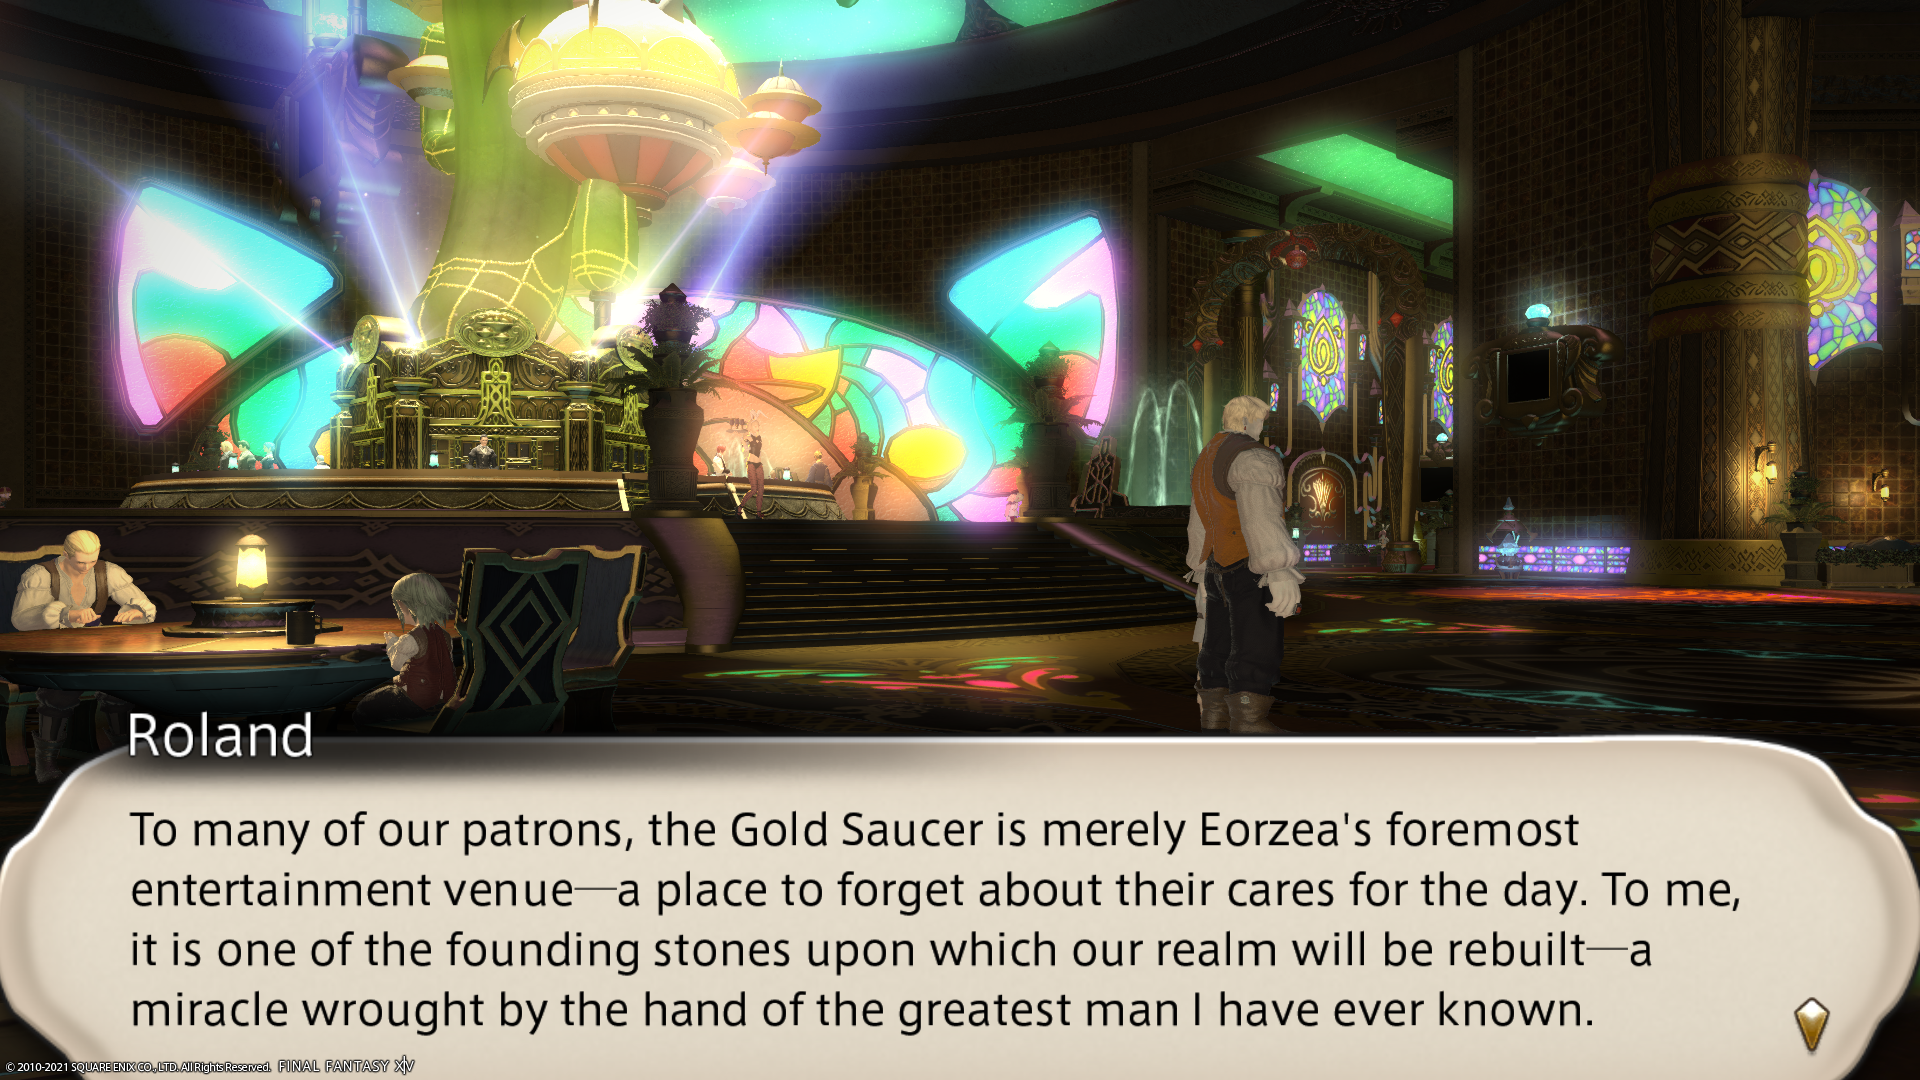 Roland
To many of our patrons, the Gold Saucer is merely Eorzea's foremost
entertainment venue—a place to forget about their cares for the day. To me,
it is one of the founding stones upon which our realm will be rebuilt—a
miracle wrought by the hand of the greatest man I have ever known.
© 2010-2021 SQUARE ENIX CO., LTD. All Rights Reserved. FINAL FANTASY XIV